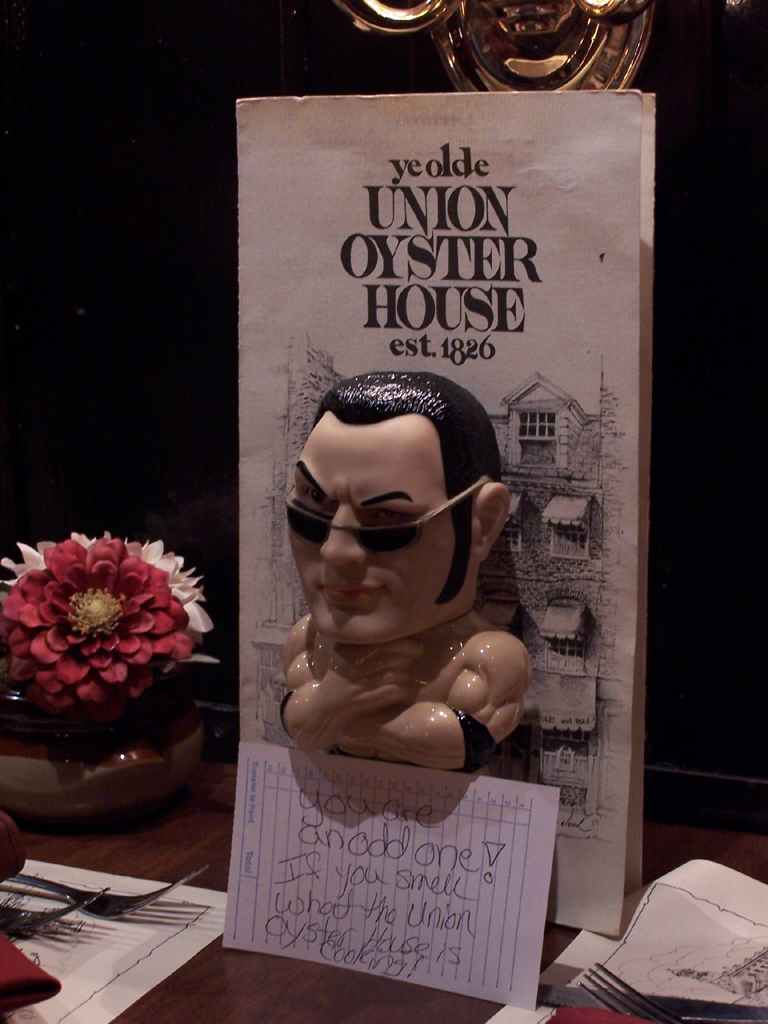 ye olde
UNION
OYSTER
HOUSE
est. 1826
you are
an odd one!
If you smell
what the Union
Oyster House is
cooking!
Total